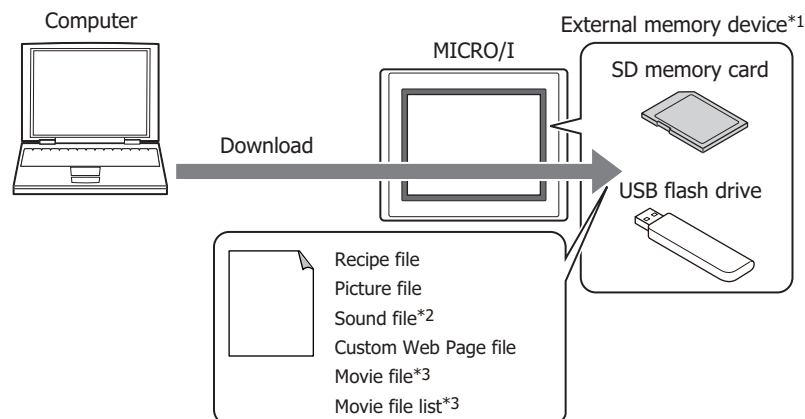 Computer
External memory device*1
MICRO/I
SD memory card
Download
USB flash drive
Recipe file
Picture file
Sound file*2
Custom Web Page file
Movie file*3
Movie file list*3